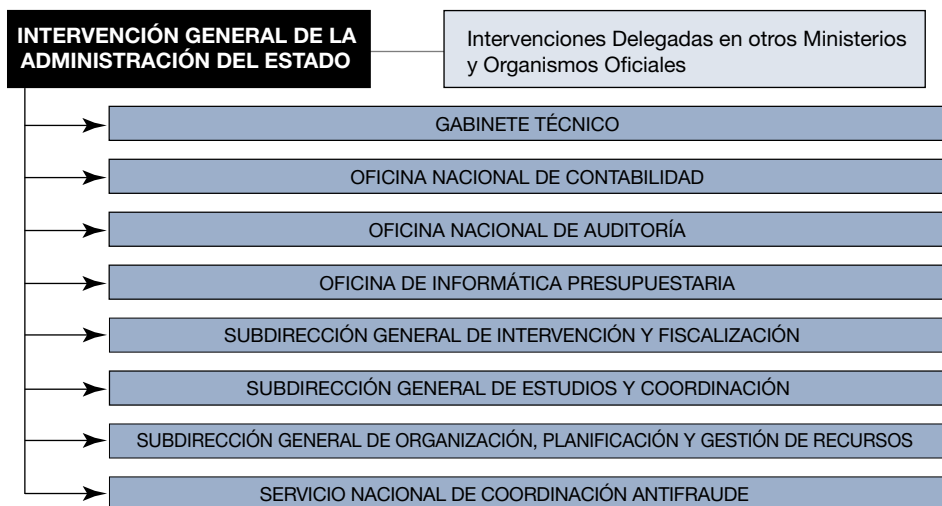 INTERVENCIÓN GENERAL DE LA
ADMINISTRACIÓN DEL ESTADO
Intervenciones Delegadas en otros Ministerios
y Organismos Oficiales
GABINETE TÉCNICO
OFICINA NACIONAL DE CONTABILIDAD
OFICINA NACIONAL DE AUDITORÍA
OFICINA DE INFORMÁTICA PRESUPUESTARIA
SUBDIRECCIÓN GENERAL DE INTERVENCIÓN Y FISCALIZACIÓN
SUBDIRECCIÓN GENERAL DE ESTUDIOS Y COORDINACIÓN
SUBDIRECCIÓN GENERAL DE ORGANIZACIÓN, PLANIFICACIÓN Y GESTIÓN DE RECURSOS
SERVICIO NACIONAL DE COORDINACIÓN ANTIFRAUDE